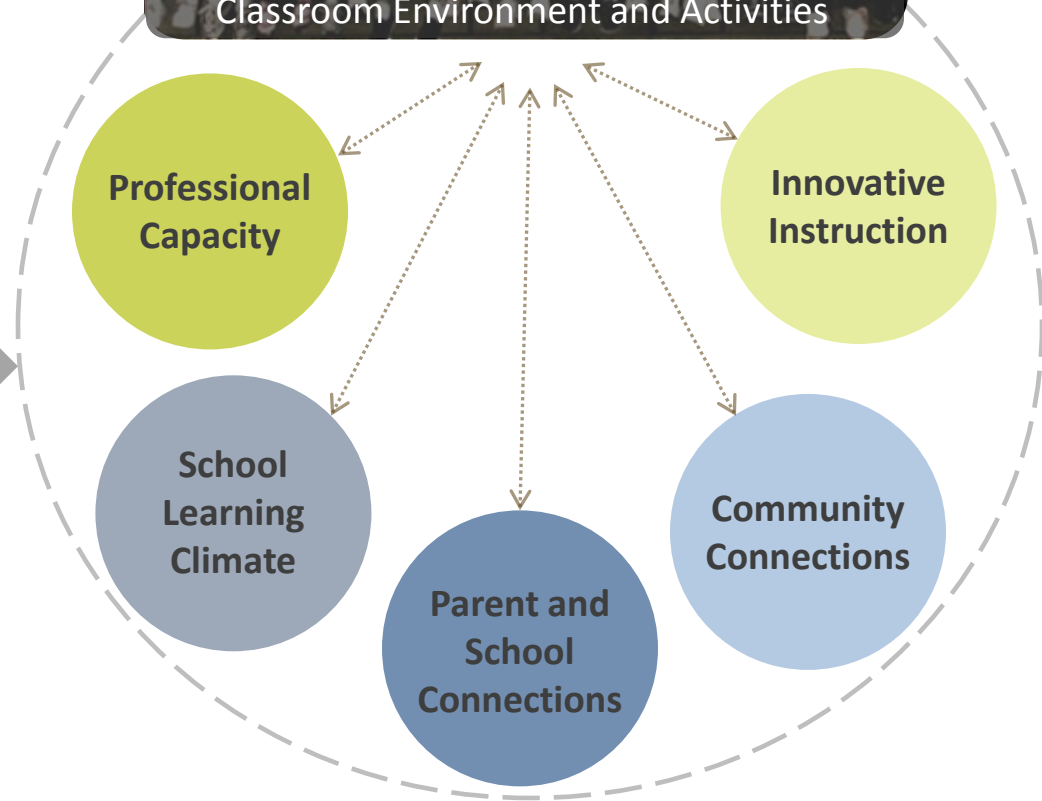 Classroom Environment and Activities
Professional
Capacity
Innovative
Instruction
School
Learning
Climate
Community
Connections
Parent and
School
Connections